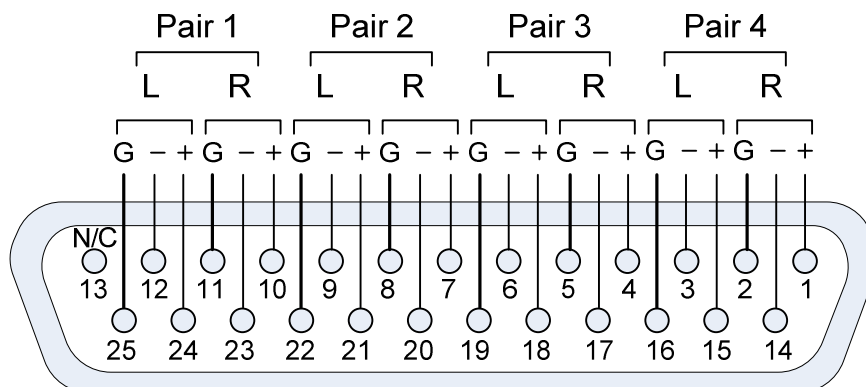 Pair 1 Pair 2 Pair 3 Pair 4
L R L R L R L R
G – + G – + G – + G – + G – + G – + G – + G – +
N/C
13 12 11 10 9 8 7 6 5 4 3 2 1
25 24 23 22 21 20 19 18 17 16 15 14